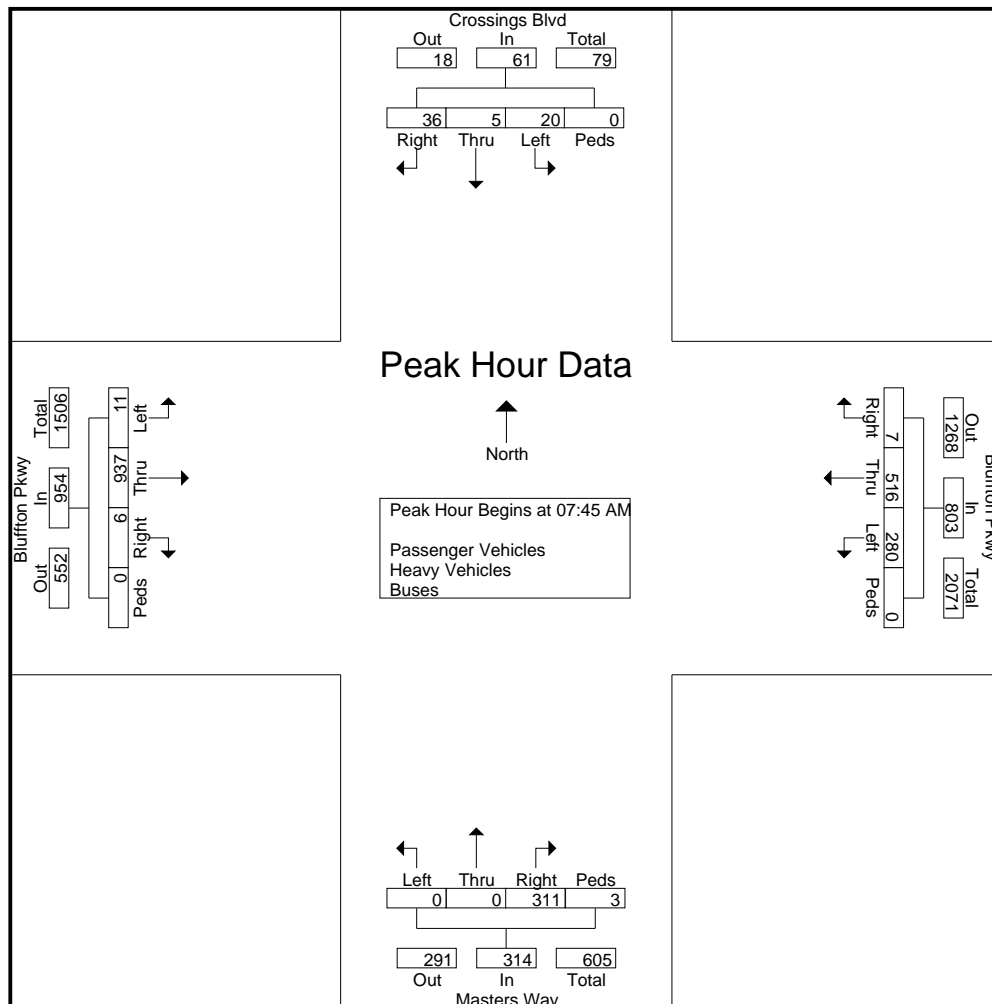 Crossings Blvd
Out In Total
18 61 79
36 5 20 0
Right Thru Left Peds
Peak Hour Data
North
Peak Hour Begins at 07:45 AM
Passenger Vehicles
Heavy Vehicles
Buses
Bluffton Pkwy
Out In Total
552 954 1506
11 937 6 0
Left Thru Right Peds
Right Thru Left Peds
7 516 280 0
Out In Total
1268 803 2071
Bluffton Pkwy
Left Thru Right Peds
0 0 311 3
291 314 605
Out In Total
Masters Way